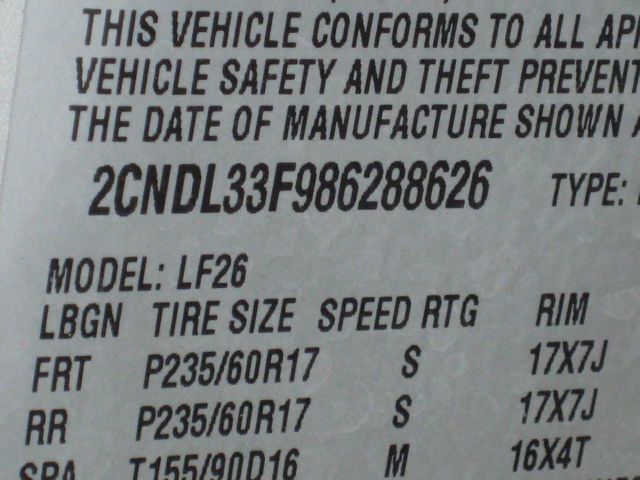 THIS VEHICLE CONFORMS TO ALL
VEHICLE SAFETY AND THEFT
THE DATE OF MANUFACTURE SHOWN
2CNDL33F986288626 TYPE:
MODEL: LF26
LBGN TIRE SIZE SPEED RTG RIM
FRT P235/60R17 S 17X7J
RR P235/60R17 S 17X7J
SPA T155/90D16 M 16X4T